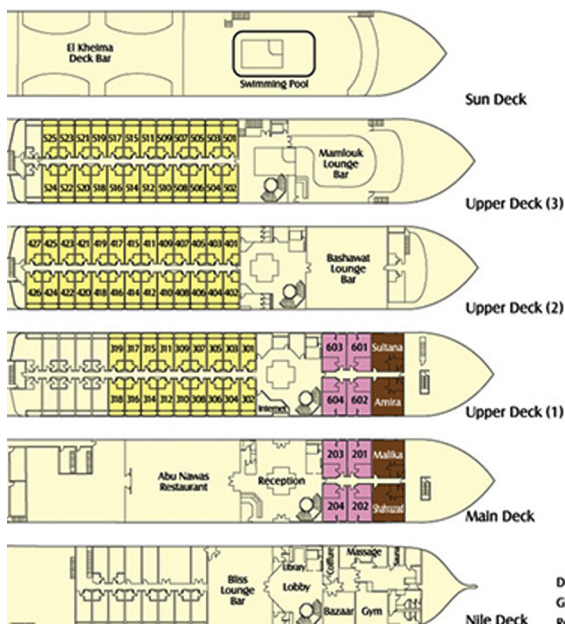 El Kheima
Deck Bar
Swimming Pool
Sun Deck
525 523 521 519 517 515 511 509 507 505 503 501
Mamlouk
Lounge
Bar
524 522 520 518 516 514 512 510 508 506 504 502
Upper Deck (3)
427 425 423 421 419 417 415 411 409 407 405 403 401
Bashawat
Lounge
Bar
426 424 422 420 418 416 414 412 410 408 406 404 402
Upper Deck (2)
319 317 315 311 309 307 305 303 301
603 601 Sultana
318 316 314 312 310 308 306 304 302
Internet
604 602 Amira
Upper Deck (1)
203 201 Malika
Abu Nawas
Restaurant
Reception
204 202 Shahrazad
Main Deck
Bliss
Lounge
Bar
Library
Lobby
Coiffure
Massage
Sauna
Bazaar
Gym
Nile Deck
D
G